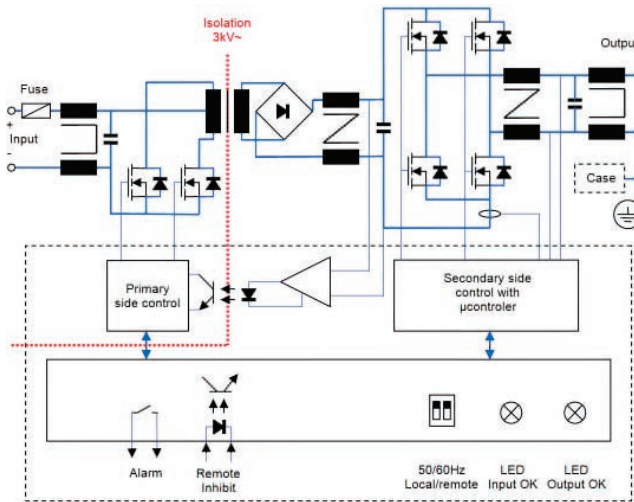 Isolation
3kV~
Output
Fuse
+
Input
-
Case
Primary
side control
Secondary side
control with
µcontroler
Alarm
Remote
Inhibit
50/60Hz
Local/remote
LED
Input OK
LED
Output OK